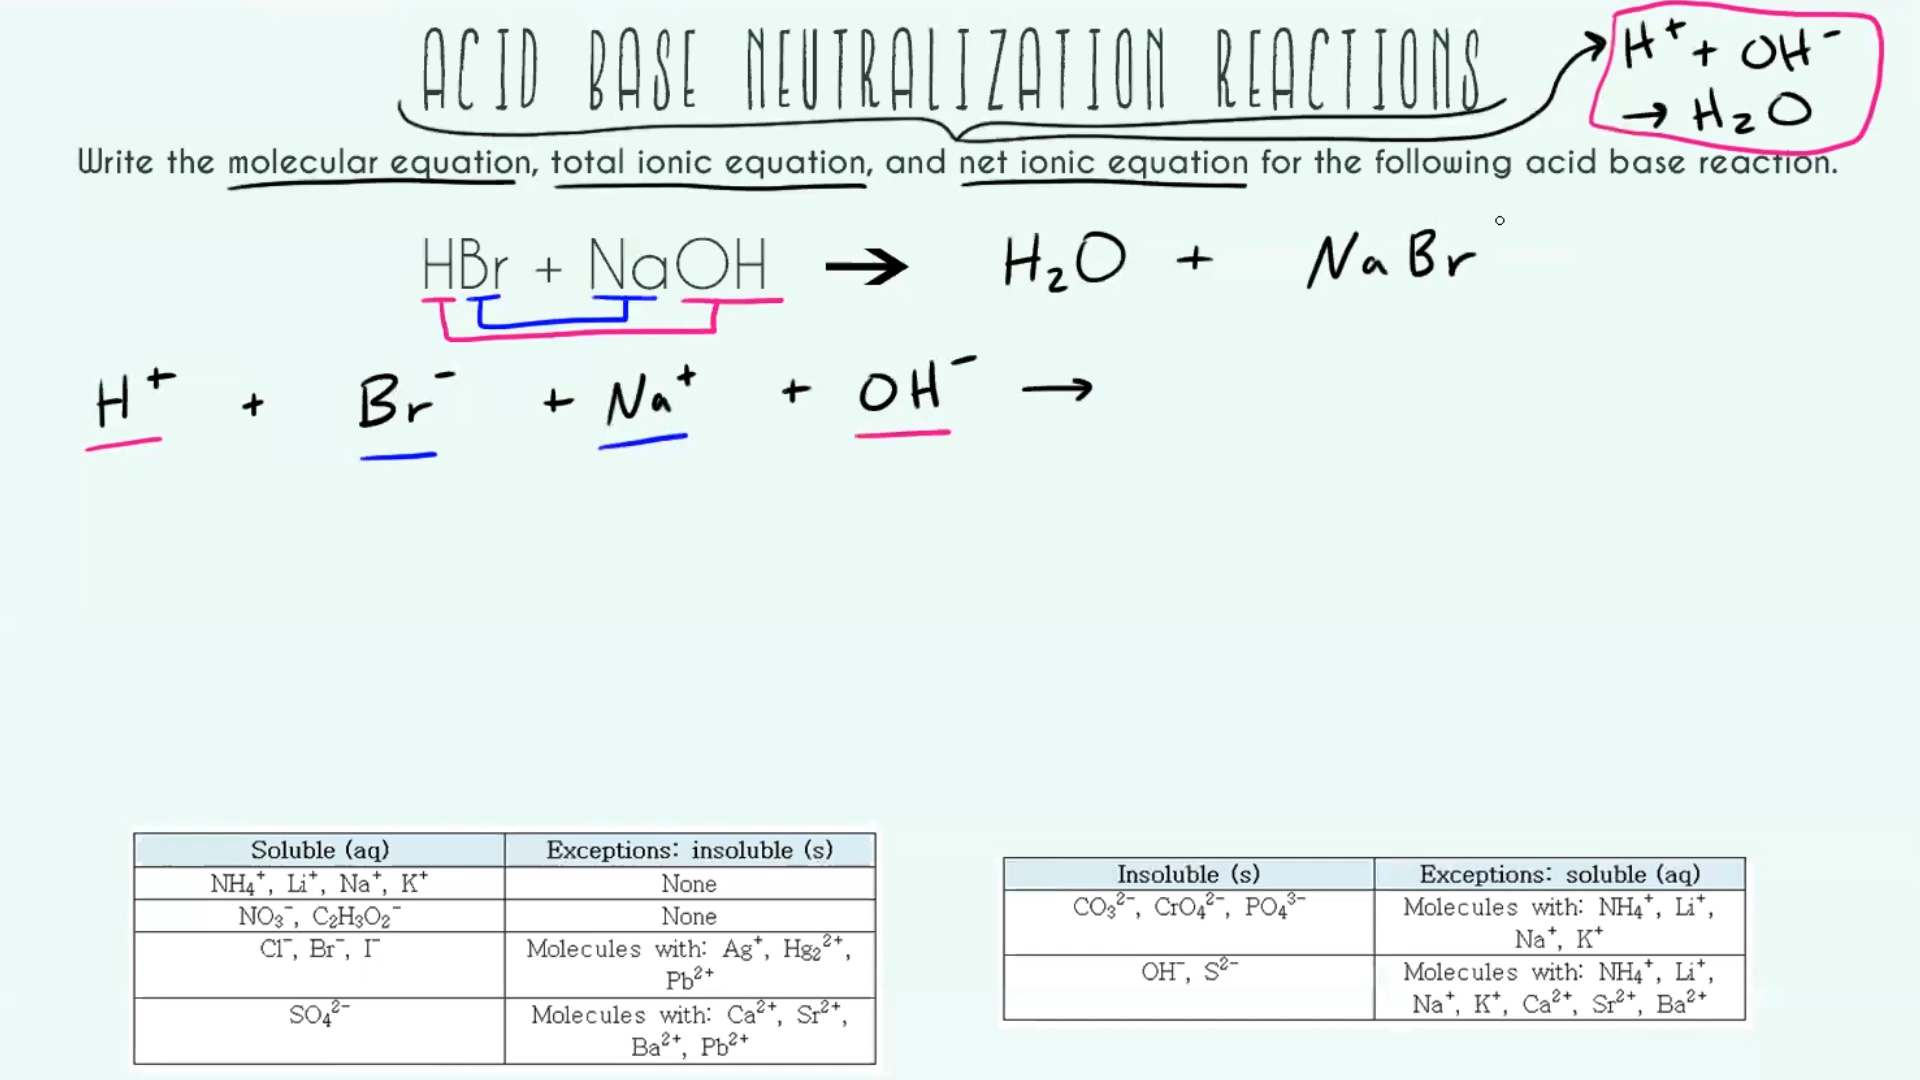 ACID BASE NEUTRALIZATION REACTIONS
H⁺ + OH⁻
→ H₂O
Write the molecular equation, total ionic equation, and net ionic equation for the following acid base reaction.
HBr + NaOH → H₂O + NaBr
H⁺ + Br⁻ + Na⁺ + OH⁻ →
Soluble (aq) Exceptions: insoluble (s)
NH₄⁺, Li⁺, Na⁺, K⁺ None
NO₃⁻, C₂H₃O₂⁻ None
Cl⁻, Br⁻, I⁻ Molecules with: Ag⁺, Hg₂²⁺,
Pb²⁺
SO₄²⁻ Molecules with: Ca²⁺, Sr²⁺,
Ba²⁺, Pb²⁺
Insoluble (s) Exceptions: soluble (aq)
CO₃²⁻, CrO₄²⁻, PO₄³⁻ Molecules with: NH₄⁺, Li⁺,
Na⁺, K⁺
OH⁻, S²⁻ Molecules with: NH₄⁺, Li⁺,
Na⁺, K⁺, Ca²⁺, Sr²⁺, Ba²⁺